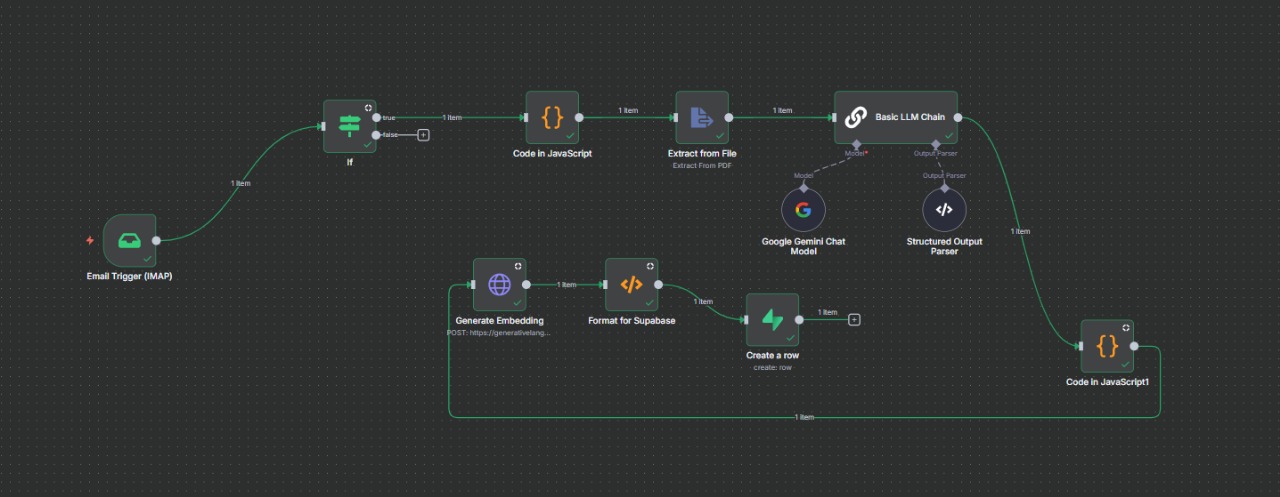 1 Item
Email Trigger (IMAP)
true
false
If
1 Item
Code in JavaScript
1 Item
Extract from File
Extract From PDF
1 Item
Basic LLM Chain
Model*
Output Parser
Model
Output Parser
Google Gemini Chat
Model
Structured Output
Parser
1 Item
Code in JavaScript1
1 Item
Generate Embedding
POST: https://generativelang...
1 Item
Format for Supabase
1 Item
Create a row
create: row
1 Item